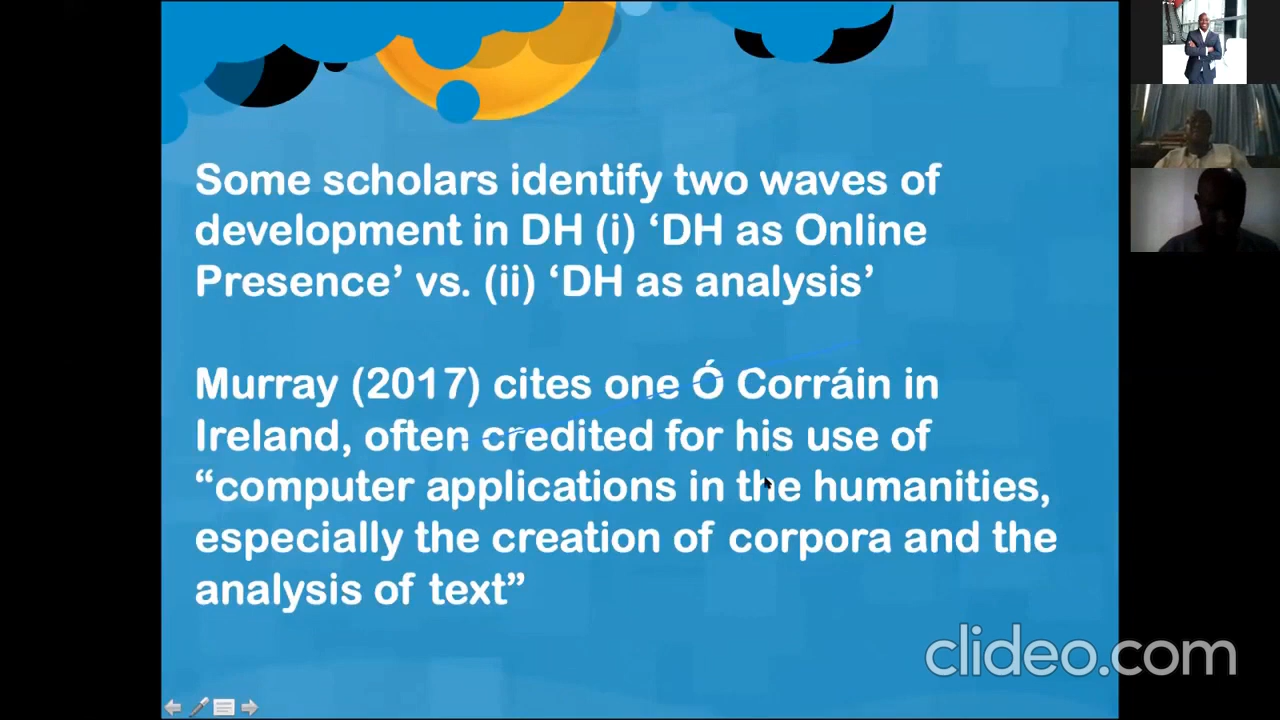 Some scholars identify two waves of
development in DH (i) ‘DH as Online
Presence’ vs. (ii) ‘DH as analysis’
Murray (2017) cites one Ó Corráin in
Ireland, often credited for his use of
“computer applications in the humanities,
especially the creation of corpora and the
analysis of text”
clideo.com